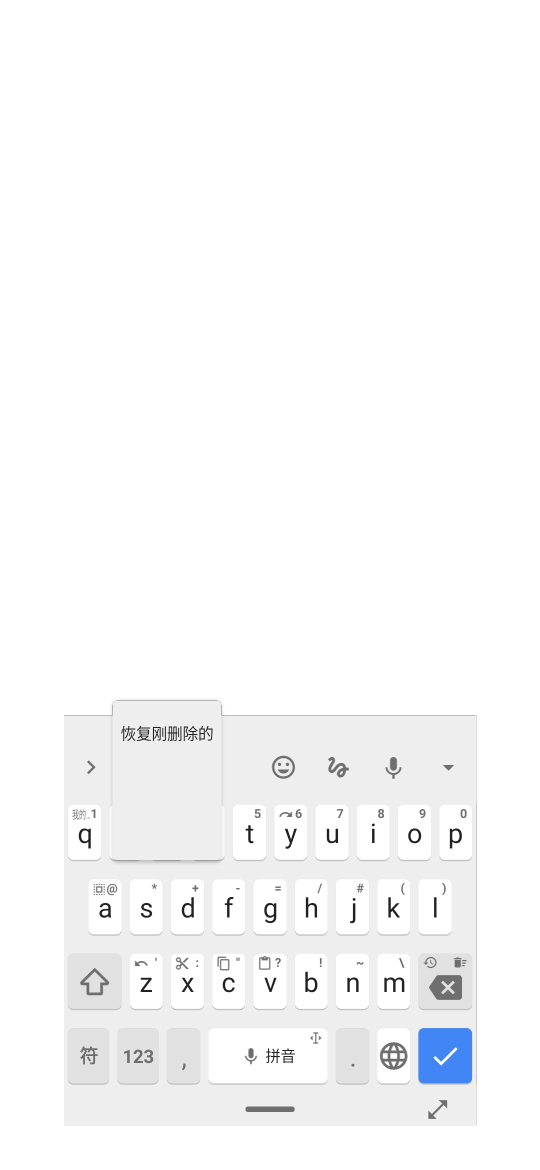 恢复刚删除的
我的..1 5 6 7 8 9 0
q t y u i o p
@ * + - = / # ( )
a s d f g h j k l
' : " ? ! ~ \
z x c v b n m
符 123 , 拼音 .